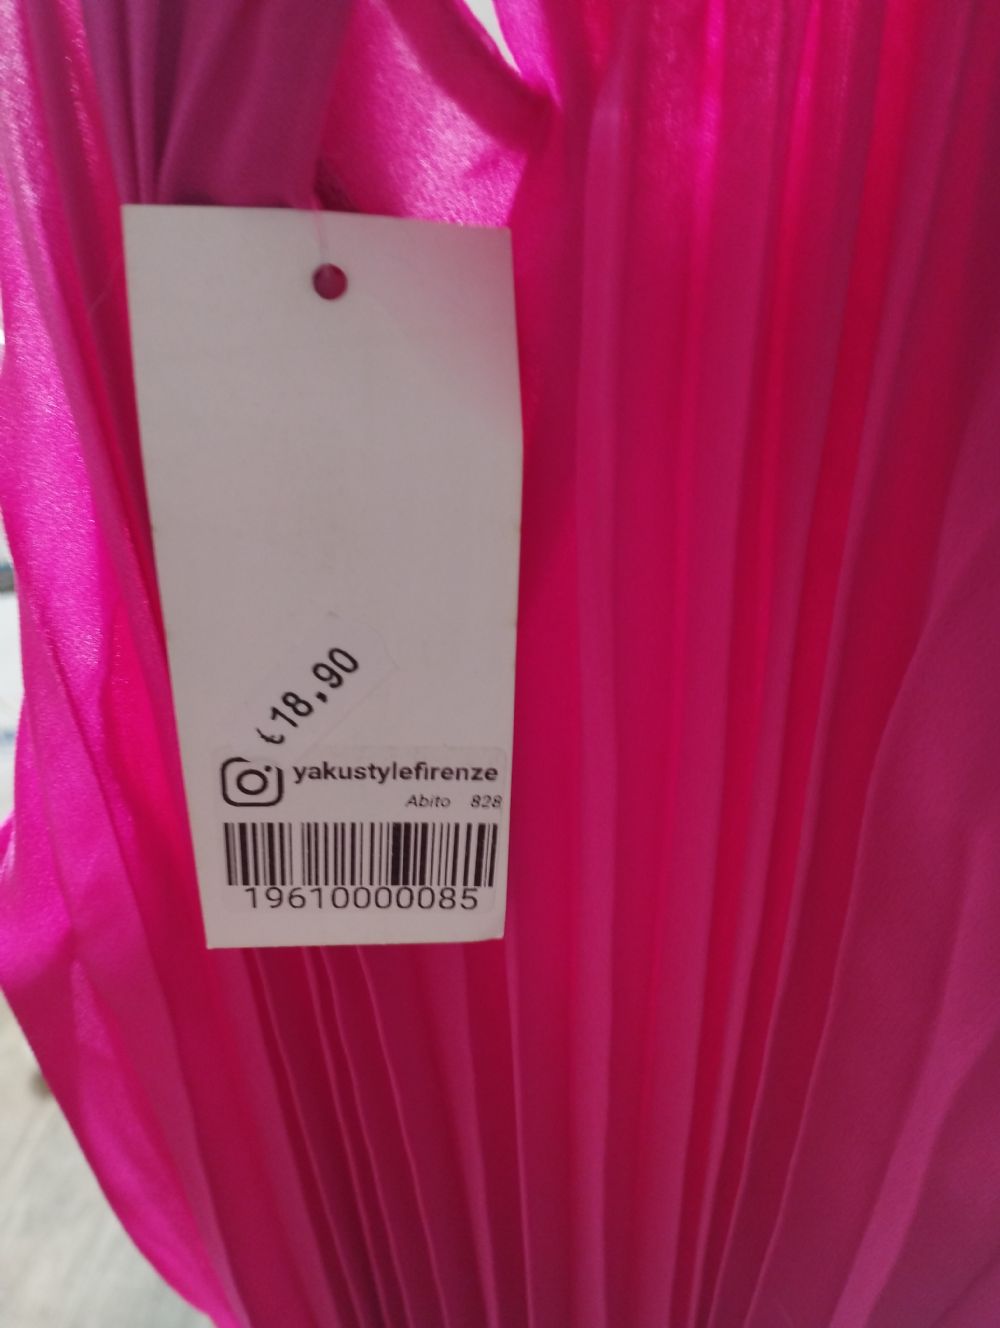 €18,90
yakustylefirenze
Abito 828
19610000085